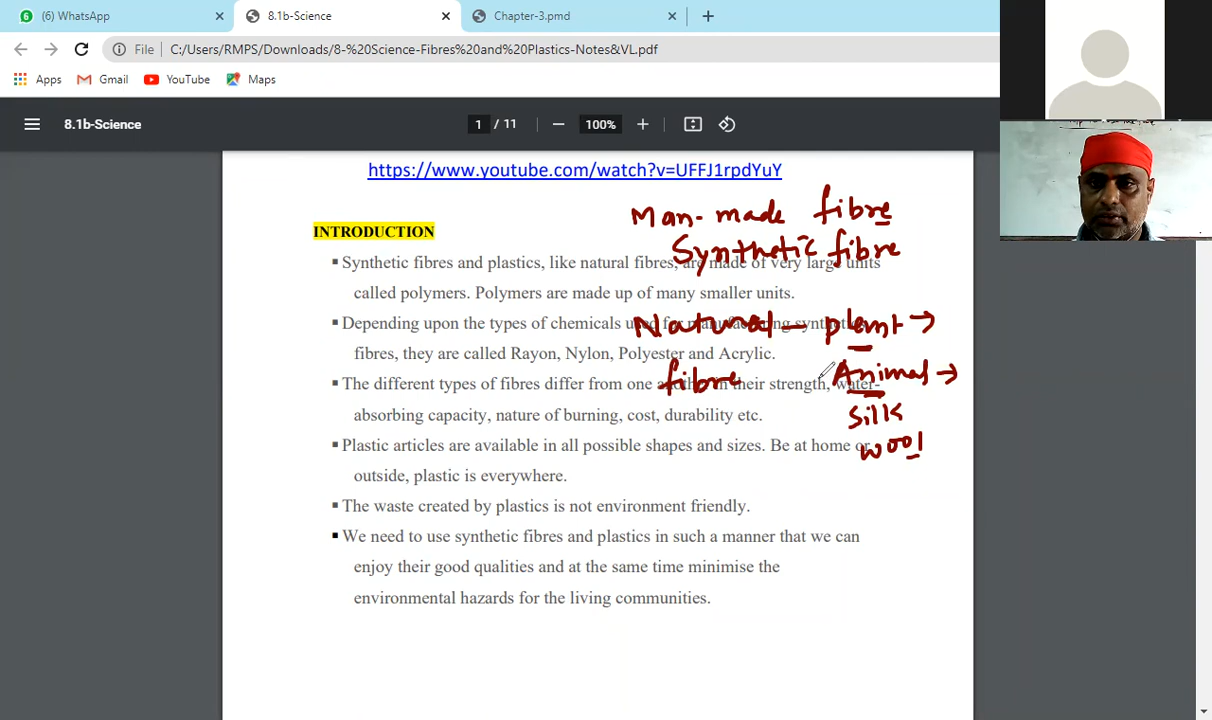 6
(6) WhatsApp
×
8.1b-Science
×
Chapter-3.pmd
×
+
File
C:/Users/RMPS/Downloads/8-%20Science-Fibres%20and%20Plastics-Notes&VL.pdf
Apps
Gmail
YouTube
Maps
8.1b-Science
1 / 11
— 100% +
https://www.youtube.com/watch?v=UFFJ1rpdYuY
Man-made fibre
INTRODUCTION
Synthetic fibre
▪ Synthetic fibres and plastics, like natural fibres, are made of very large units
called polymers. Polymers are made up of many smaller units.
▪ Depending upon the types of chemicals used for manufacturing synthetic
Natural — plant →
fibres, they are called Rayon, Nylon, Polyester and Acrylic.
fibre Animal →
▪ The different types of fibres differ from one another in their strength, water-
absorbing capacity, nature of burning, cost, durability etc.
silk
▪ Plastic articles are available in all possible shapes and sizes. Be at home or
wool
outside, plastic is everywhere.
▪ The waste created by plastics is not environment friendly.
▪ We need to use synthetic fibres and plastics in such a manner that we can
enjoy their good qualities and at the same time minimise the
environmental hazards for the living communities.